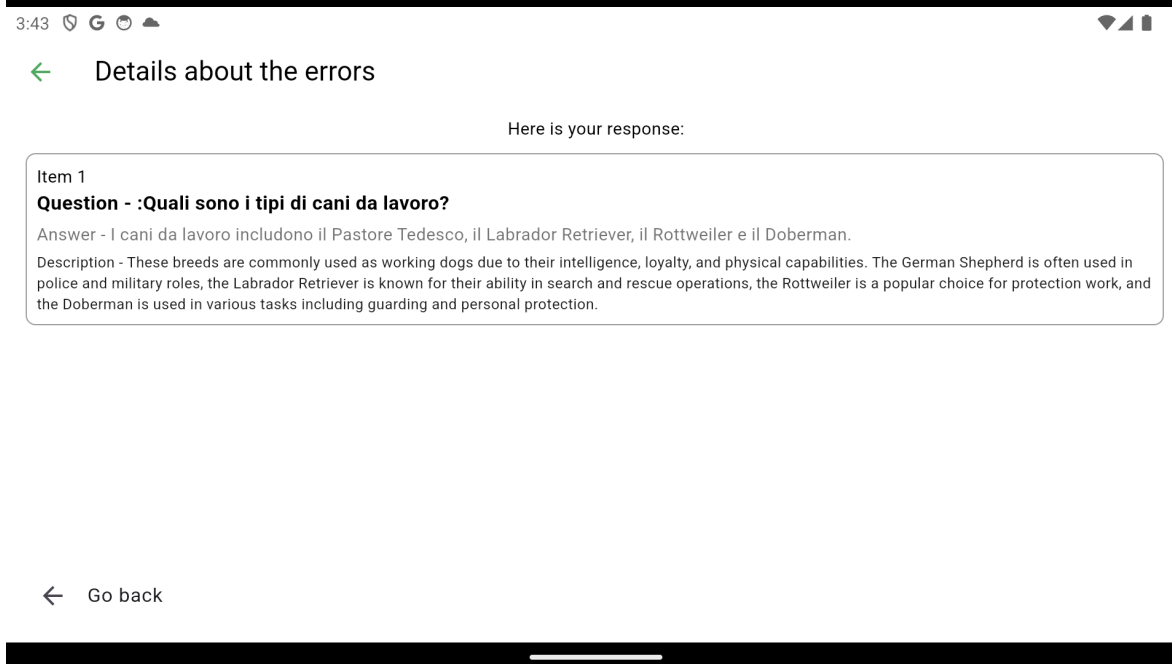 3:43
Details about the errors
Here is your response:
Item 1
Question - :Quali sono i tipi di cani da lavoro?
Answer - I cani da lavoro includono il Pastore Tedesco, il Labrador Retriever, il Rottweiler e il Doberman.
Description - These breeds are commonly used as working dogs due to their intelligence, loyalty, and physical capabilities. The German Shepherd is often used in
police and military roles, the Labrador Retriever is known for their ability in search and rescue operations, the Rottweiler is a popular choice for protection work, and
the Doberman is used in various tasks including guarding and personal protection.
Go back